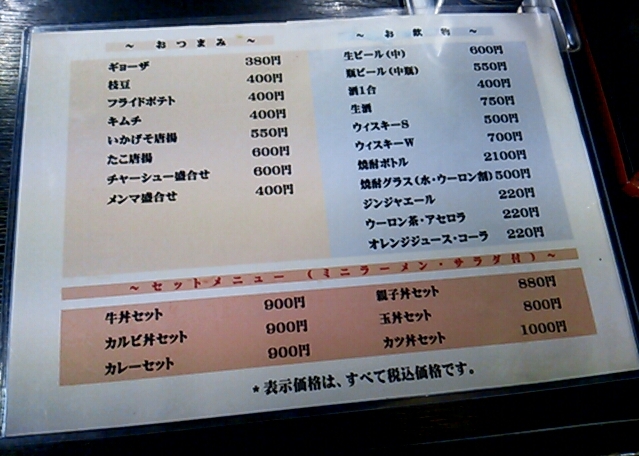 ～ おつまみ ～
ギョーザ 380円
枝豆 400円
フライドポテト 400円
キムチ 400円
いかげそ唐揚 550円
たこ唐揚 600円
チャーシュー盛合せ 600円
メンマ盛合せ 400円
～ お飲物 ～
生ビール(中) 600円
瓶ビール(中瓶) 550円
酒1合 400円
生酒 750円
ウィスキーS 500円
ウィスキーW 700円
焼酎ボトル 2100円
焼酎グラス(水・ウーロン割) 500円
ジンジャエール 220円
ウーロン茶・アセロラ 220円
オレンジジュース・コーラ 220円
～ セットメニュー (ミニラーメン・サラダ付) ～
牛丼セット 900円
カルビ丼セット 900円
カレーセット 900円
親子丼セット 880円
玉丼セット 800円
カツ丼セット 1000円
*表示価格は、すべて税込価格です。